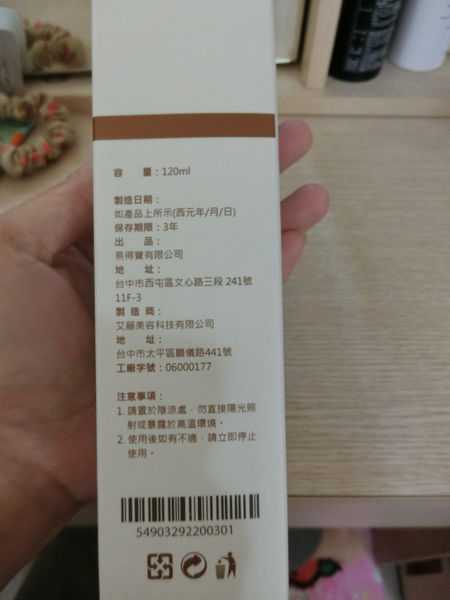 容　　量：120ml
製造日期：
如產品上所示(西元年/月/日)
保存期限：3年
出　　品：
易得寶有限公司
地　　址：
台中市西屯區文心路三段 241號
11F-3
製 造 商：
艾藤美容科技有限公司
地　　址：
台中市太平區鵬儀路441號
工廠字號：06000177
注意事項：
1. 請置於陰涼處，勿直接陽光照
射或暴露於高溫環境。
2. 使用後如有不適，請立即停止
使用。
54903292200301